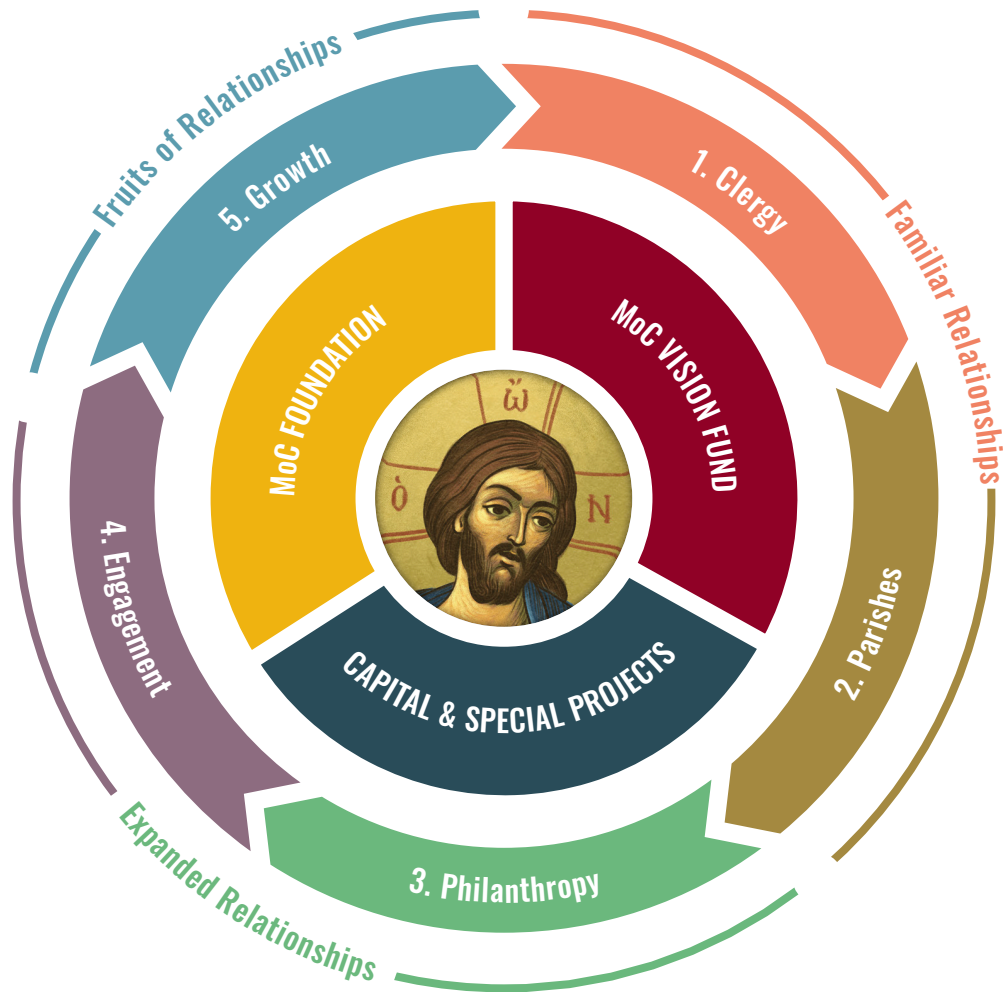 Fruits of Relationships
Familiar Relationships
Expanded Relationships
1. Clergy
2. Parishes
3. Philanthropy
4. Engagement
5. Growth
MoC FOUNDATION
MoC VISION FUND
CAPITAL & SPECIAL PROJECTS
ὁ
ὤ
Ν